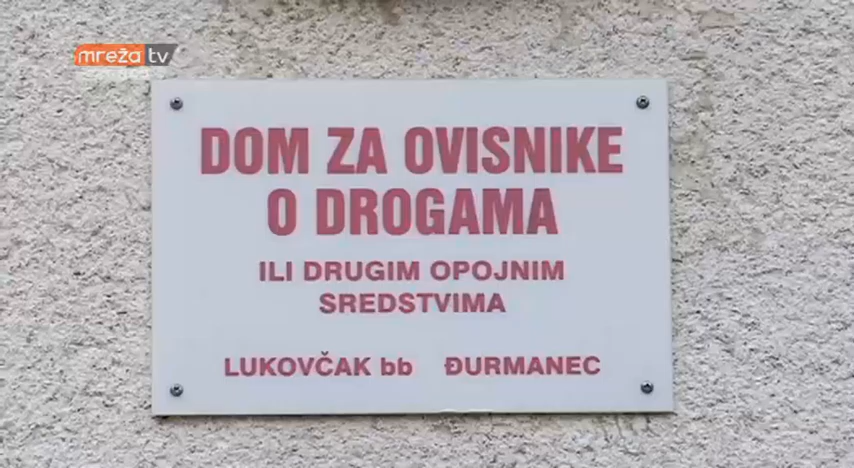 mreža tv
DOM ZA OVISNIKE
O DROGAMA
ILI DRUGIM OPOJNIM
SREDSTVIMA
LUKOVČAK bb ĐURMANEC